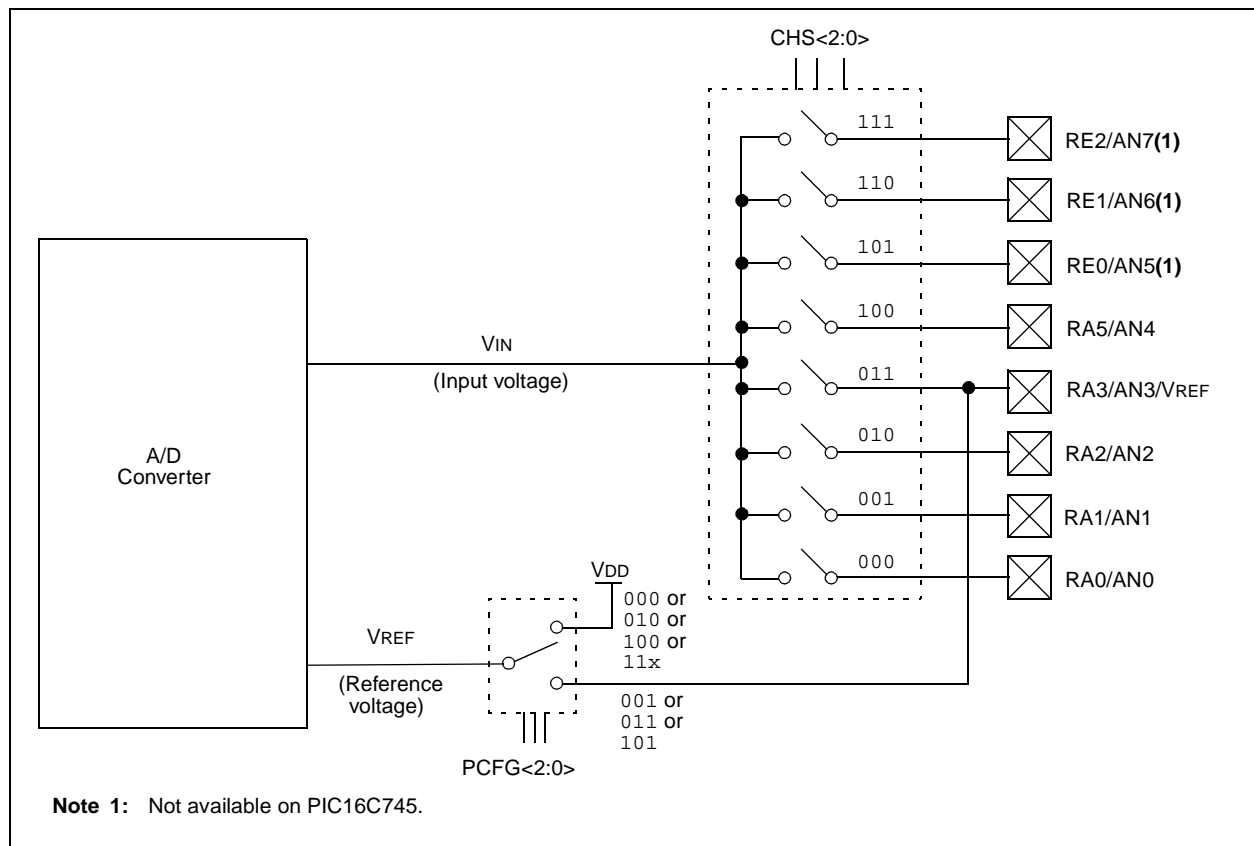 CHS<2:0>
111
RE2/AN7(1)
110
RE1/AN6(1)
101
RE0/AN5(1)
100
RA5/AN4
VIN
(Input voltage)
011
RA3/AN3/VREF
A/D
Converter
010
RA2/AN2
001
RA1/AN1
000
RA0/AN0
VDD
000 or
010 or
100 or
11x
VREF
(Reference
voltage)
001 or
011 or
101
PCFG<2:0>
Note 1: Not available on PIC16C745.